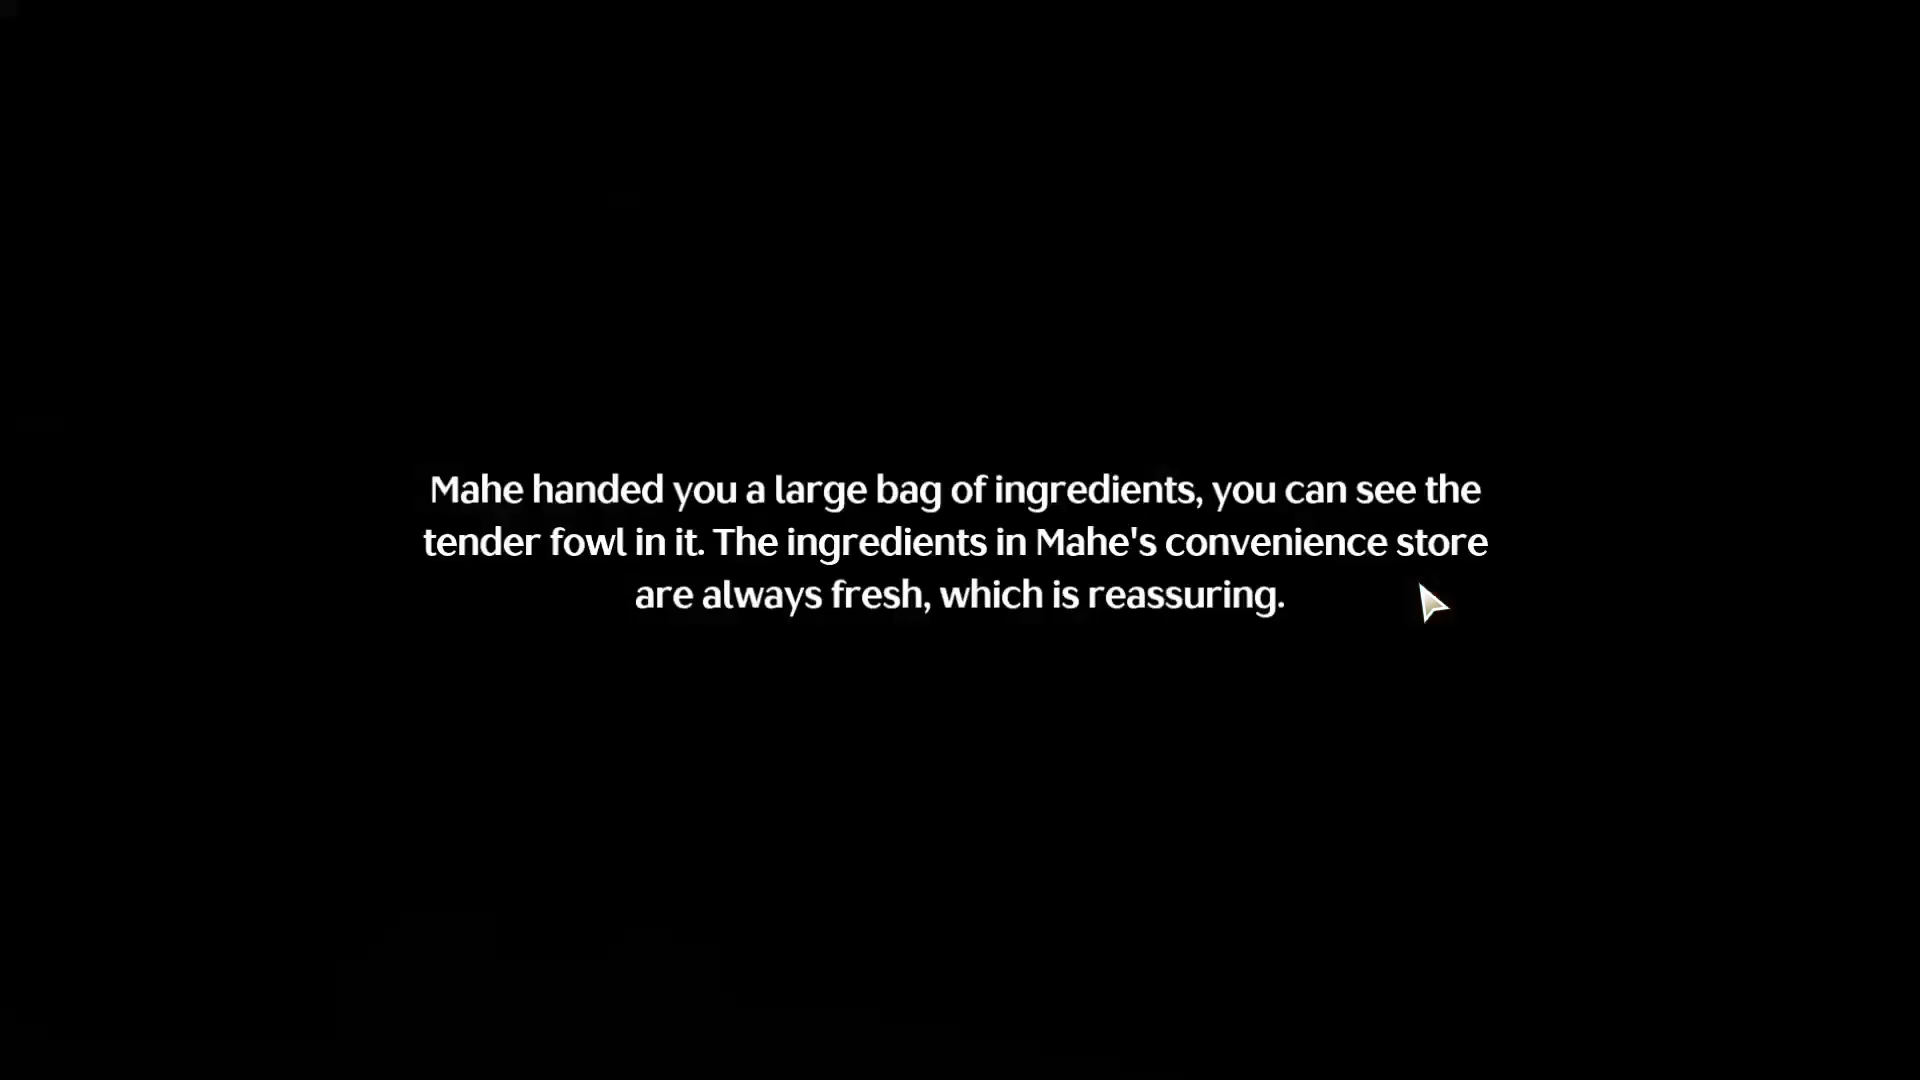 Mahe handed you a large bag of ingredients, you can see the
tender fowl in it. The ingredients in Mahe's convenience store
are always fresh, which is reassuring.